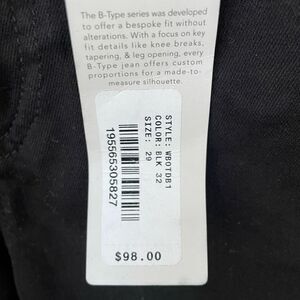 The B-Type series was developed
to offer a bespoke fit without
alterations. With a focus on key
fit details like knee breaks,
tapering, & leg opening, every
B-Type jean offers custom
proportions for a made-to-
measure silhouette.
STYLE: WB0TDB1
COLOR: BLK 32
SIZE: 29
195565305827
$98.00